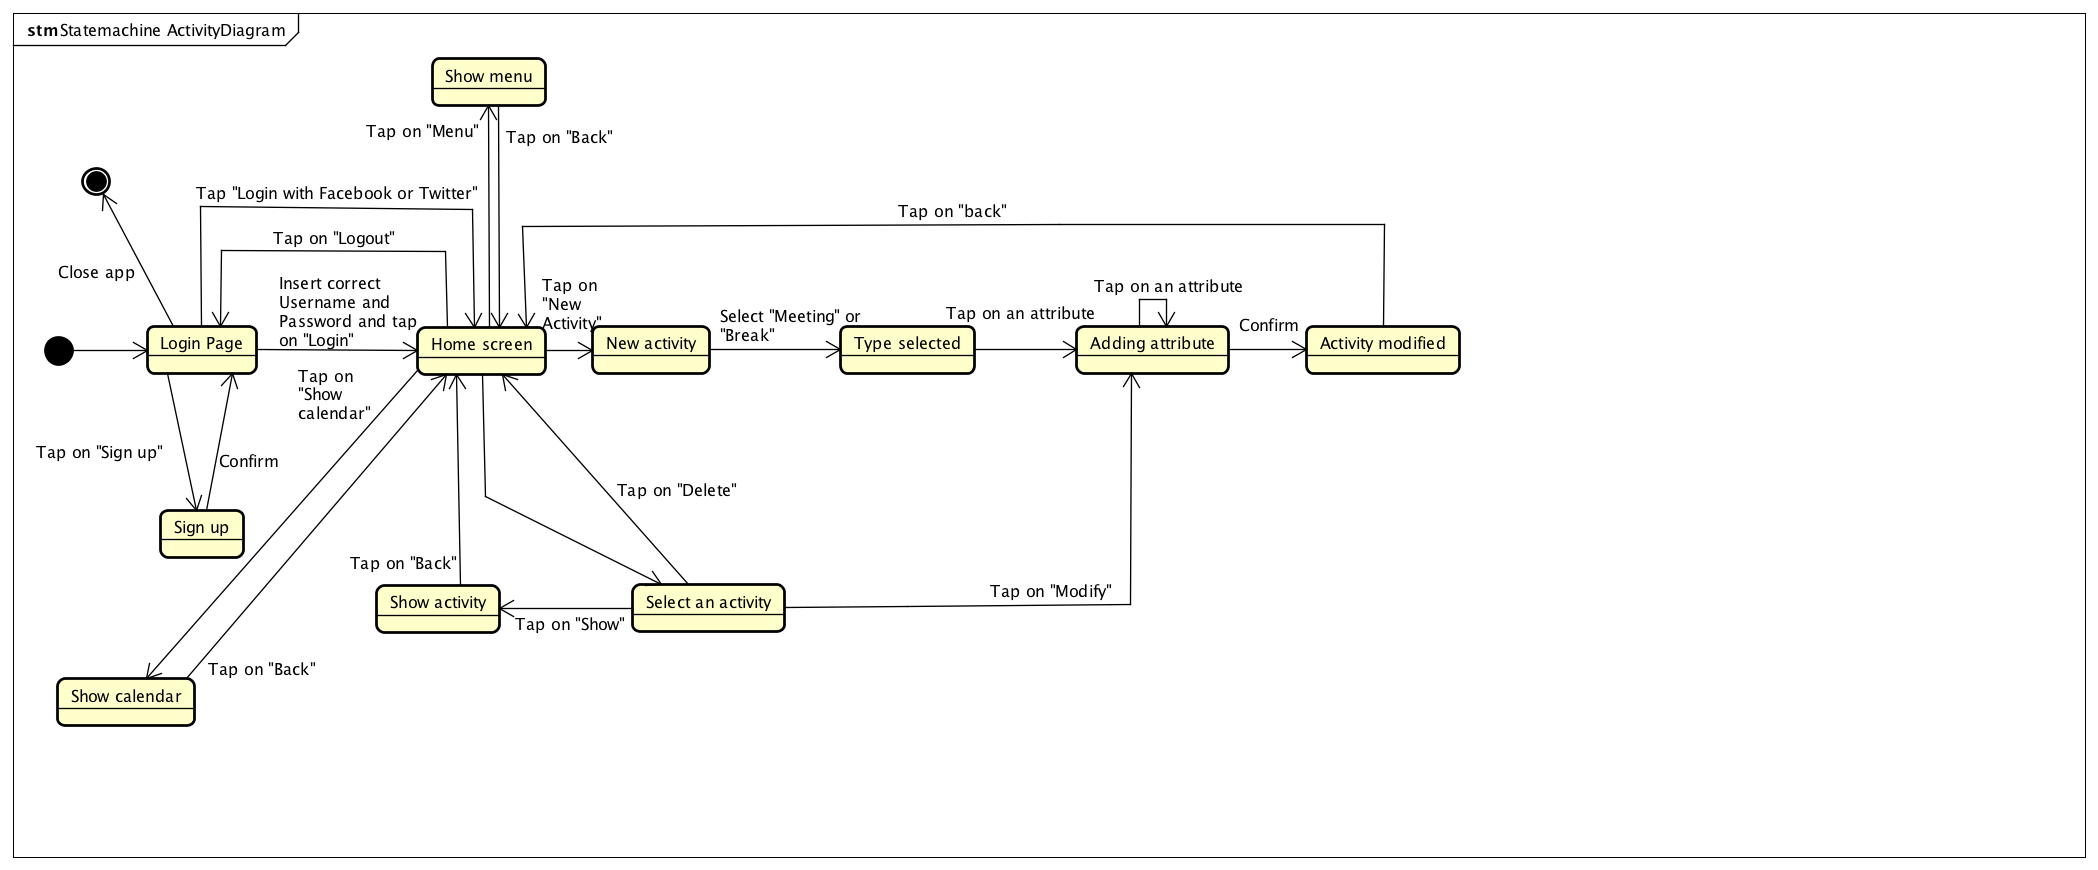 stm Statemachine ActivityDiagram
Show menu
Tap on "Menu"
Tap on "Back"
Tap "Login with Facebook or Twitter"
Tap on "back"
Tap on "Logout"
Close app
Insert correct
Username and
Password and tap
on "Login"
Tap on
"New
Activity"
Tap on an attribute
Select "Meeting" or
"Break"
Tap on an attribute
Confirm
Login Page
Home screen
New activity
Type selected
Adding attribute
Activity modified
Tap on
"Show
calendar"
Tap on "Sign up"
Confirm
Tap on "Delete"
Sign up
Tap on "Back"
Show activity
Select an activity
Tap on "Modify"
Tap on "Show"
Tap on "Back"
Show calendar